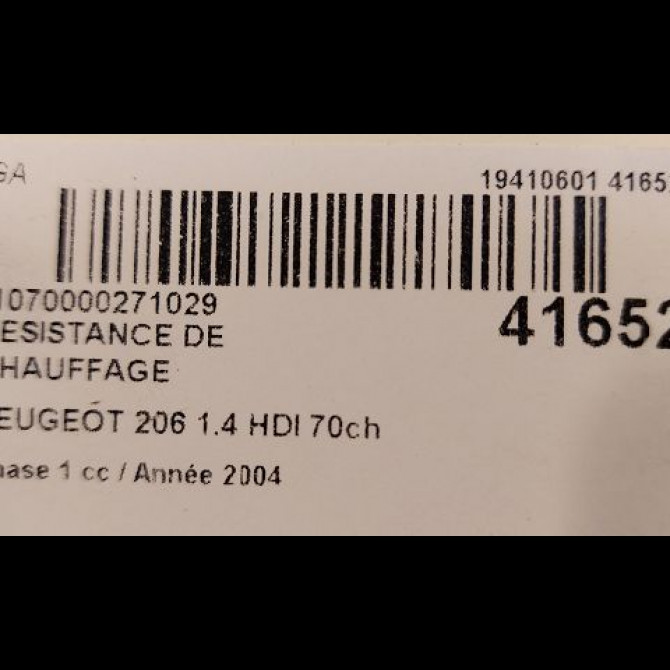 GA
19410601 4165
1070000271029
41652
ESISTANCE DE
HAUFFAGE
EUGEOT 206 1.4 HDI 70ch
hase 1 cc / Année 2004